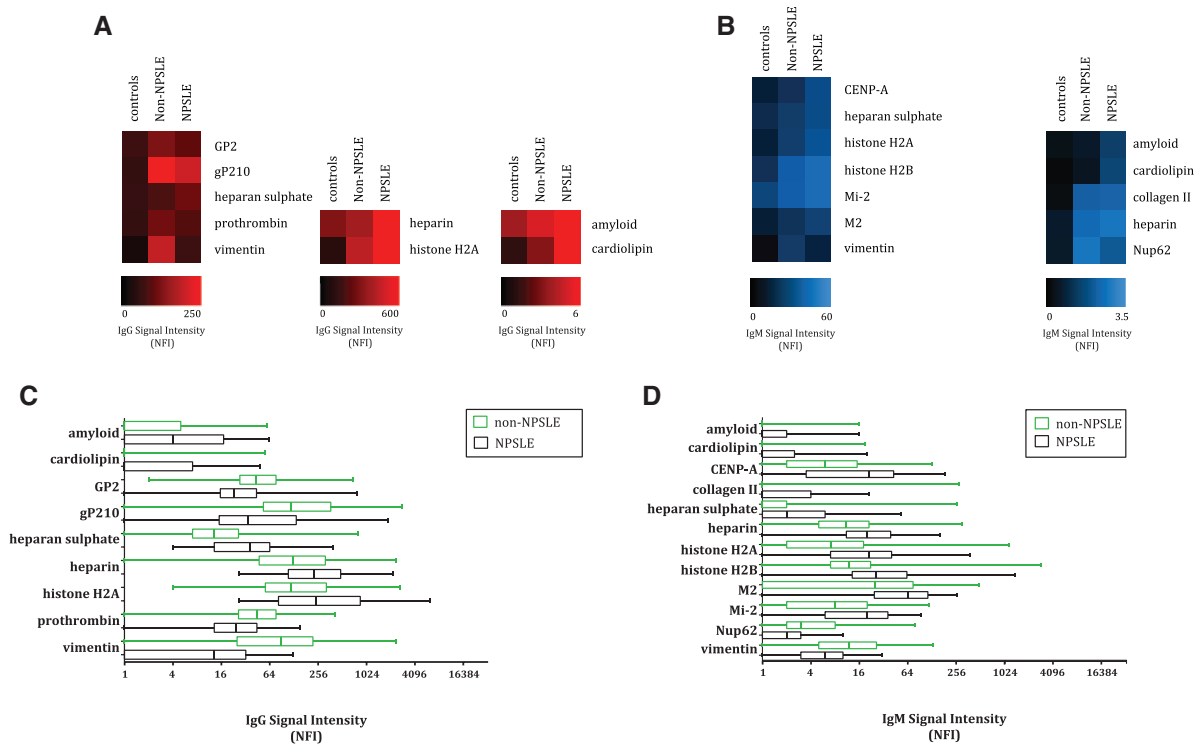 A
controls
Non-NPSLE
NPSLE
GP2
gP210
heparan sulphate
prothrombin
vimentin
0 250
IgG Signal Intensity
(NFI)
controls
Non-NPSLE
NPSLE
heparin
histone H2A
0 600
IgG Signal Intensity
(NFI)
controls
Non-NPSLE
NPSLE
amyloid
cardiolipin
0 6
IgG Signal Intensity
(NFI)
B
controls
Non-NPSLE
NPSLE
CENP-A
heparan sulphate
histone H2A
histone H2B
Mi-2
M2
vimentin
0 60
IgM Signal Intensity
(NFI)
controls
Non-NPSLE
NPSLE
amyloid
cardiolipin
collagen II
heparin
Nup62
0 3.5
IgM Signal Intensity
(NFI)
C
non-NPSLE
NPSLE
amyloid
cardiolipin
GP2
gP210
heparan sulphate
heparin
histone H2A
prothrombin
vimentin
1 4 16 64 256 1024 4096 16384
IgG Signal Intensity
(NFI)
D
non-NPSLE
NPSLE
amyloid
cardiolipin
CENP-A
collagen II
heparan sulphate
heparin
histone H2A
histone H2B
M2
Mi-2
Nup62
vimentin
1 4 16 64 256 1024 4096 16384
IgM Signal Intensity
(NFI)